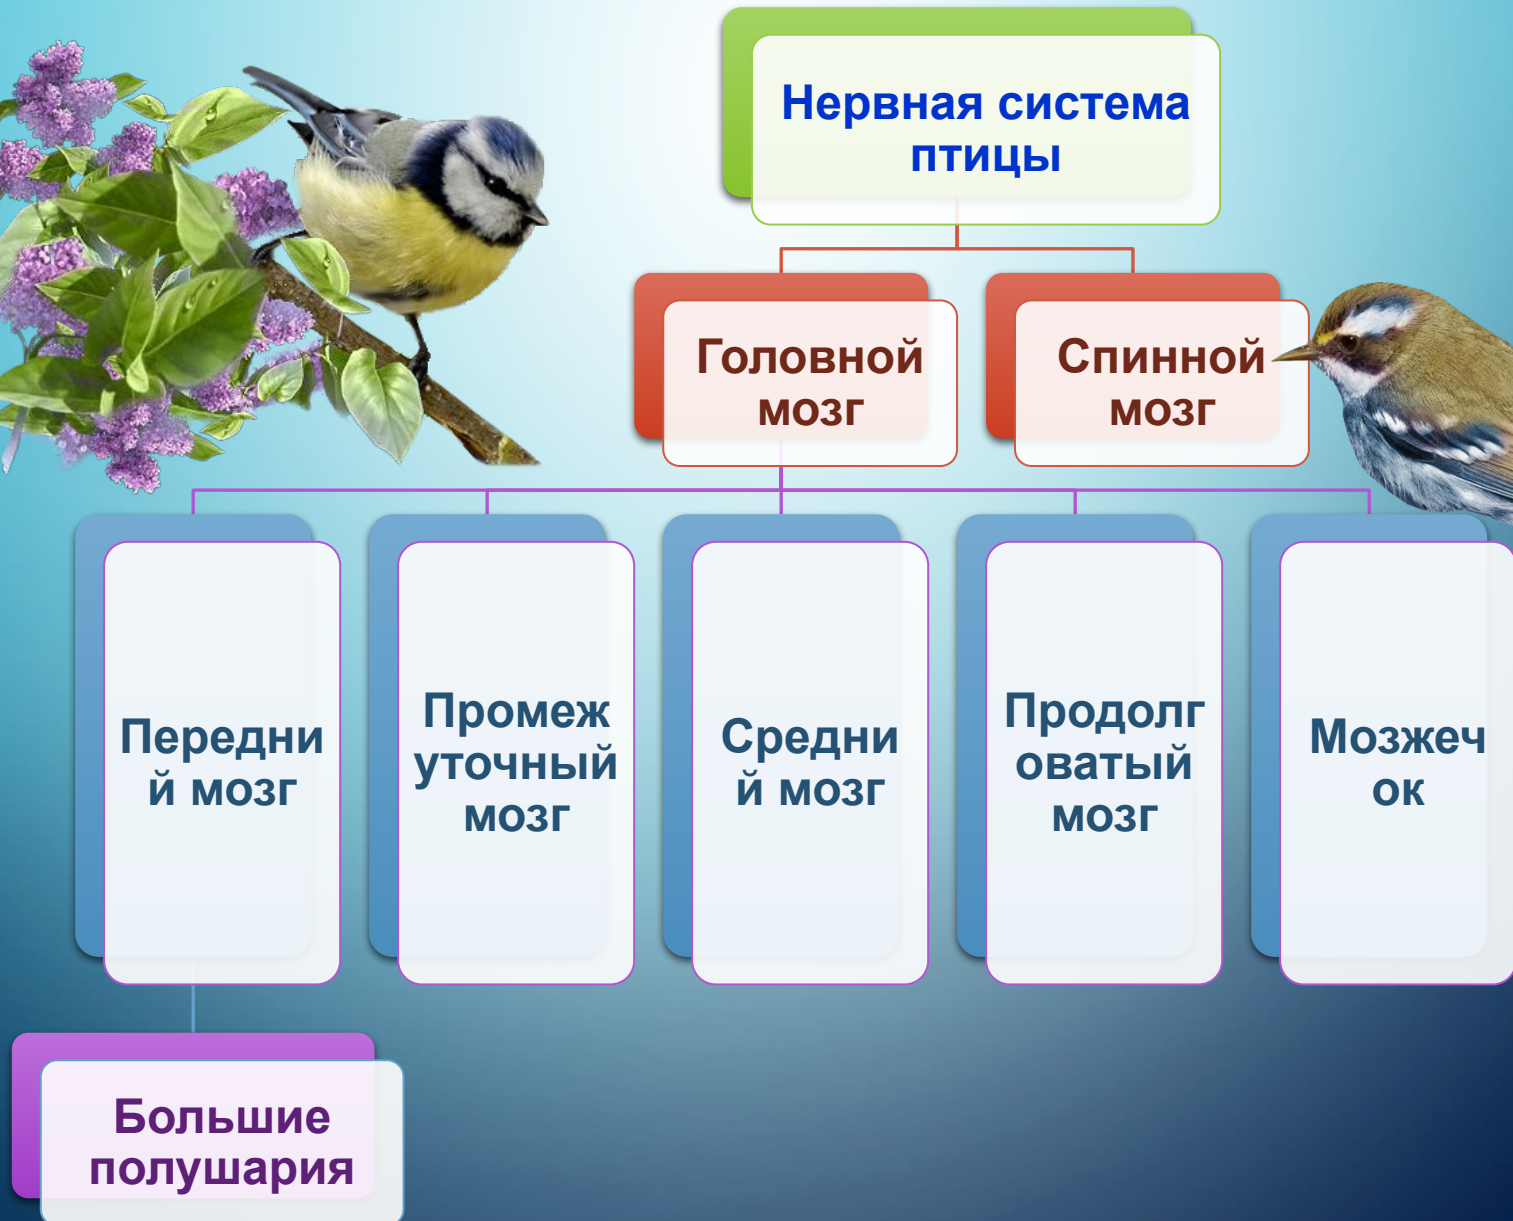 Нервная система
птицы
Головной
мозг
Спинной
мозг
Передни
й мозг
Промеж
уточный
мозг
Средни
й мозг
Продолг
оватый
мозг
Мозжеч
ок
Большие
полушария